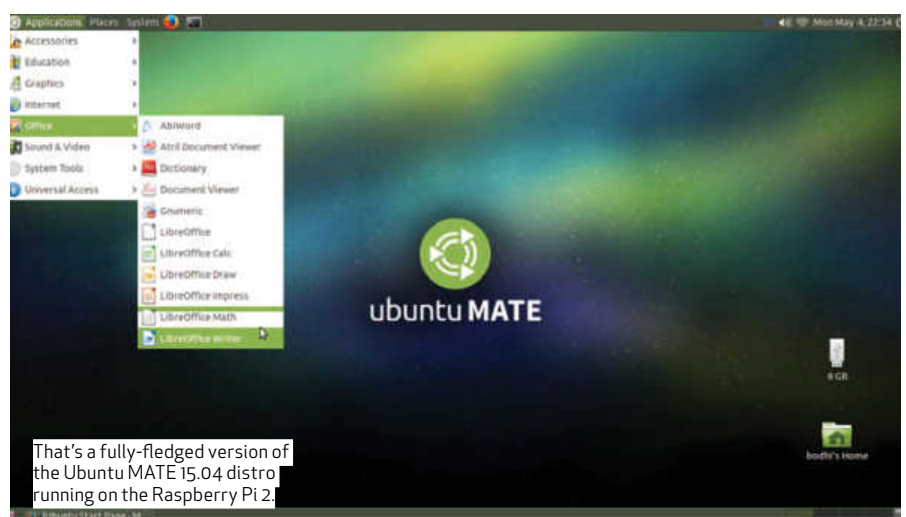 Applications Places System Mon May 4, 22:34
Accessories
Education
Graphics
Internet
Office
Sound & Video
System Tools
Universal Access
AbiWord
Atril Document Viewer
Dictionary
Document Viewer
Gnumeric
LibreOffice
LibreOffice Calc
LibreOffice Draw
LibreOffice Impress
LibreOffice Math
LibreOffice Writer
ubuntu MATE
8 GB
bodhi's Home
That's a fully-fledged version of
the Ubuntu MATE 15.04 distro
running on the Raspberry Pi 2.